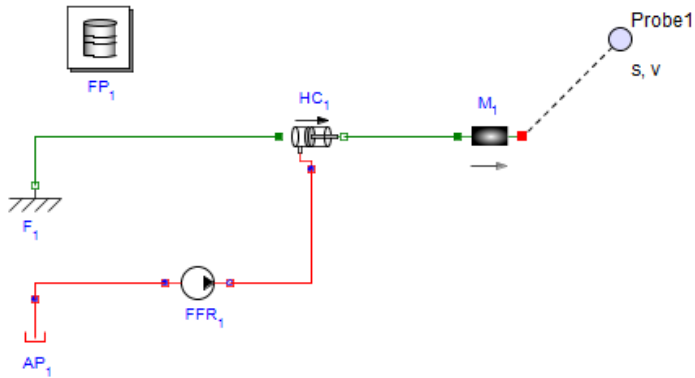 Probe1
s, v
FP₁
HC₁
M₁
F₁
FFR₁
AP₁